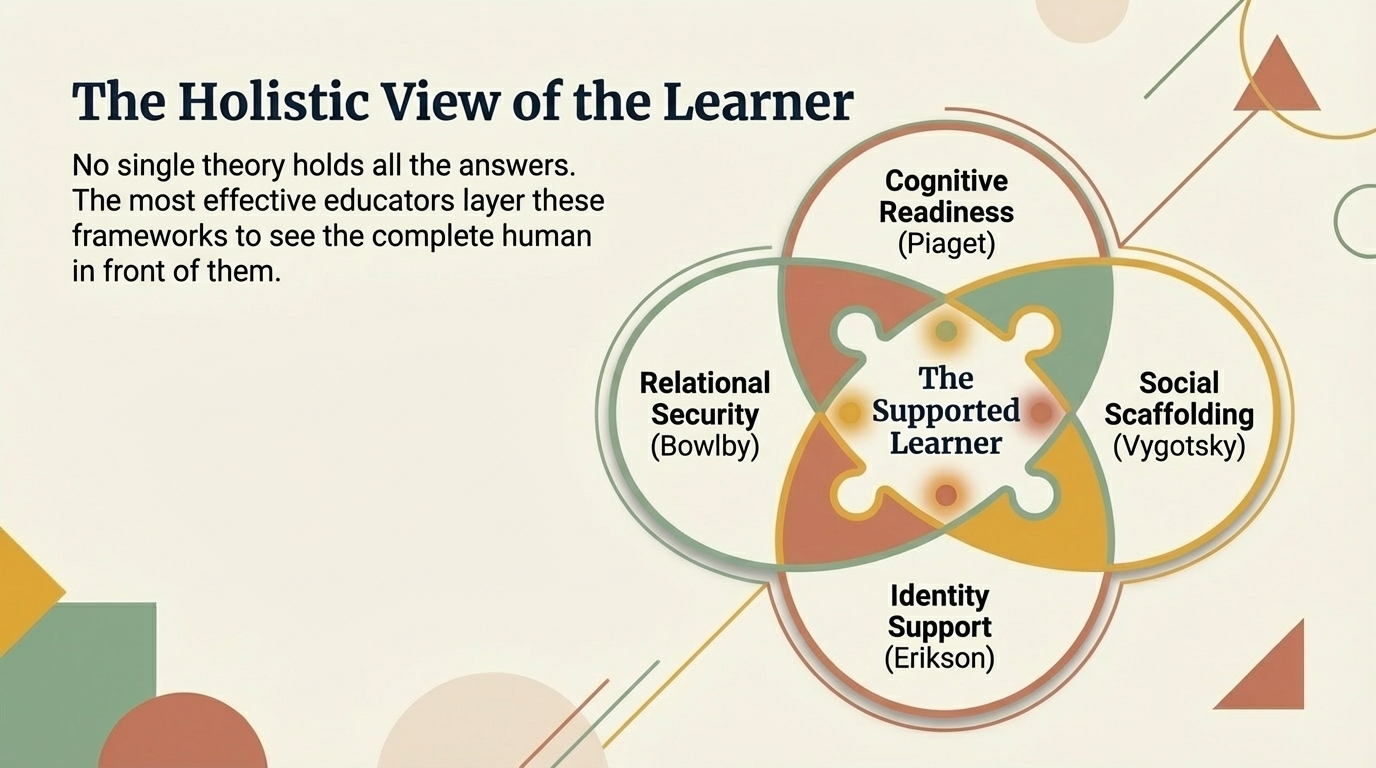 The Holistic View of the Learner
No single theory holds all the answers.
The most effective educators layer these
frameworks to see the complete human
in front of them.
Cognitive
Readiness
(Piaget)
Relational
Security
(Bowlby)
The
Supported
Learner
Social
Scaffolding
(Vygotsky)
Identity
Support
(Erikson)